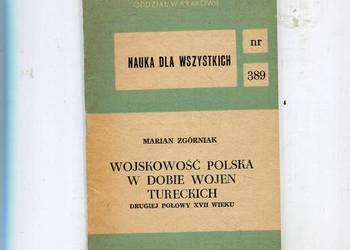 ODDZIAŁ W KRAKOWIE
NAUKA DLA WSZYSTKICH
nr
389
MARIAN ZGÓRNIAK
WOJSKOWOŚĆ POLSKA
W DOBIE WOJEN
TURECKICH
DRUGIEJ POŁOWY XVII WIEKU